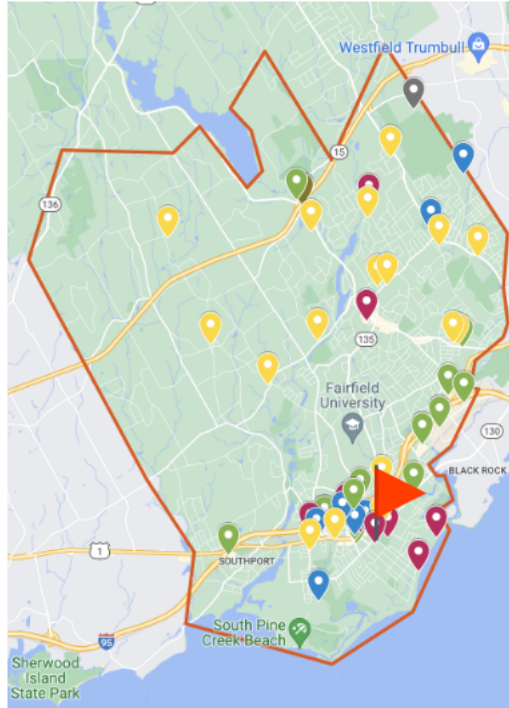 Westfield Trumbull
15
136
135
Fairfield
University
130
BLACK ROCK
1
SOUTHPORT
South Pine
Creek Beach
95
Sherwood
Island
State Park